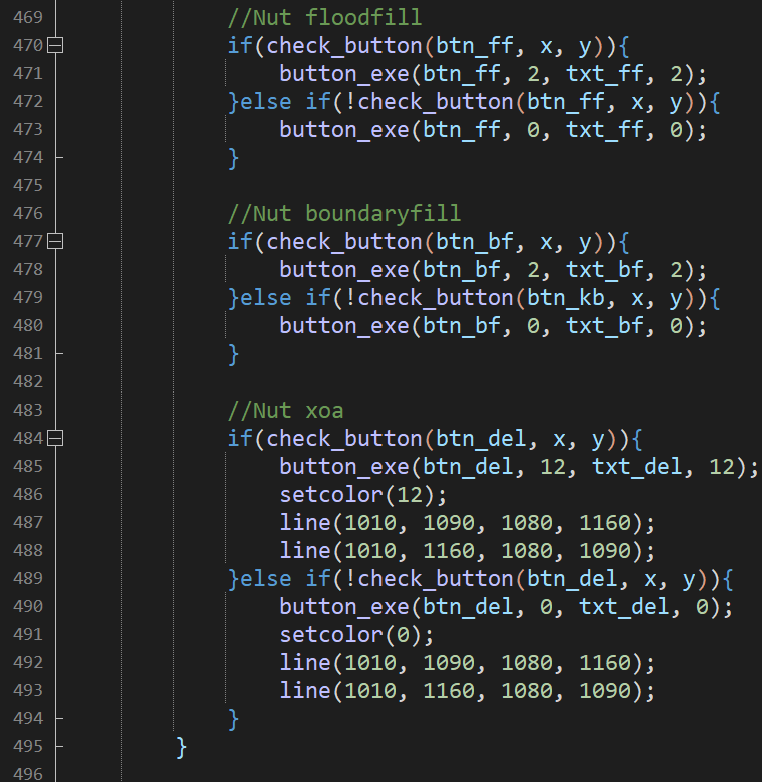 469 //Nut floodfill
470 if(check_button(btn_ff, x, y)){
471 button_exe(btn_ff, 2, txt_ff, 2);
472 }else if(!check_button(btn_ff, x, y)){
473 button_exe(btn_ff, 0, txt_ff, 0);
474 }
475
476 //Nut boundaryfill
477 if(check_button(btn_bf, x, y)){
478 button_exe(btn_bf, 2, txt_bf, 2);
479 }else if(!check_button(btn_kb, x, y)){
480 button_exe(btn_bf, 0, txt_bf, 0);
481 }
482
483 //Nut xoa
484 if(check_button(btn_del, x, y)){
485 button_exe(btn_del, 12, txt_del, 12);
486 setcolor(12);
487 line(1010, 1090, 1080, 1160);
488 line(1010, 1160, 1080, 1090);
489 }else if(!check_button(btn_del, x, y)){
490 button_exe(btn_del, 0, txt_del, 0);
491 setcolor(0);
492 line(1010, 1090, 1080, 1160);
493 line(1010, 1160, 1080, 1090);
494 }
495 }
496